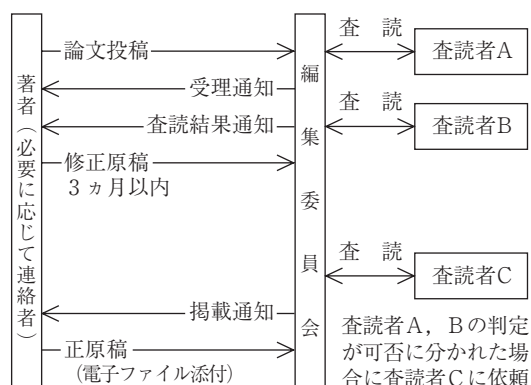 著者（必要に応じて連絡者）
論文投稿
受理通知
査読結果通知
修正原稿
３ヵ月以内
掲載通知
正原稿
（電子ファイル添付）
編集委員会
査読
査読者A
査読
査読者B
査読
査読者C
査読者A，Bの判定
が可否に分かれた場
合に査読者Cに依頼